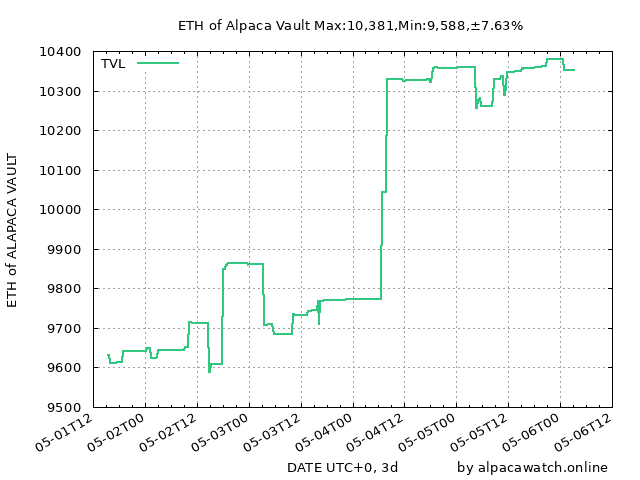 ETH of Alpaca Vault Max:10,381,Min:9,588,±7.63%
TVL
10400
10300
10200
10100
10000
9900
9800
9700
9600
9500
ETH of ALAPACA VAULT
05-01T12
05-02T00
05-02T12
05-03T00
05-03T12
05-04T00
05-04T12
05-05T00
05-05T12
05-06T00
05-06T12
DATE UTC+0, 3d
by alpacawatch.online